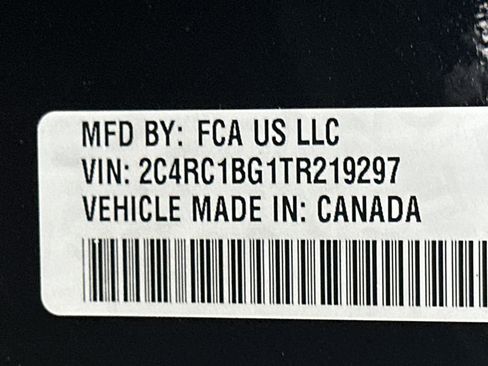 MFD BY: FCA US LLC
VIN: 2C4RC1BG1TR219297
VEHICLE MADE IN: CANADA